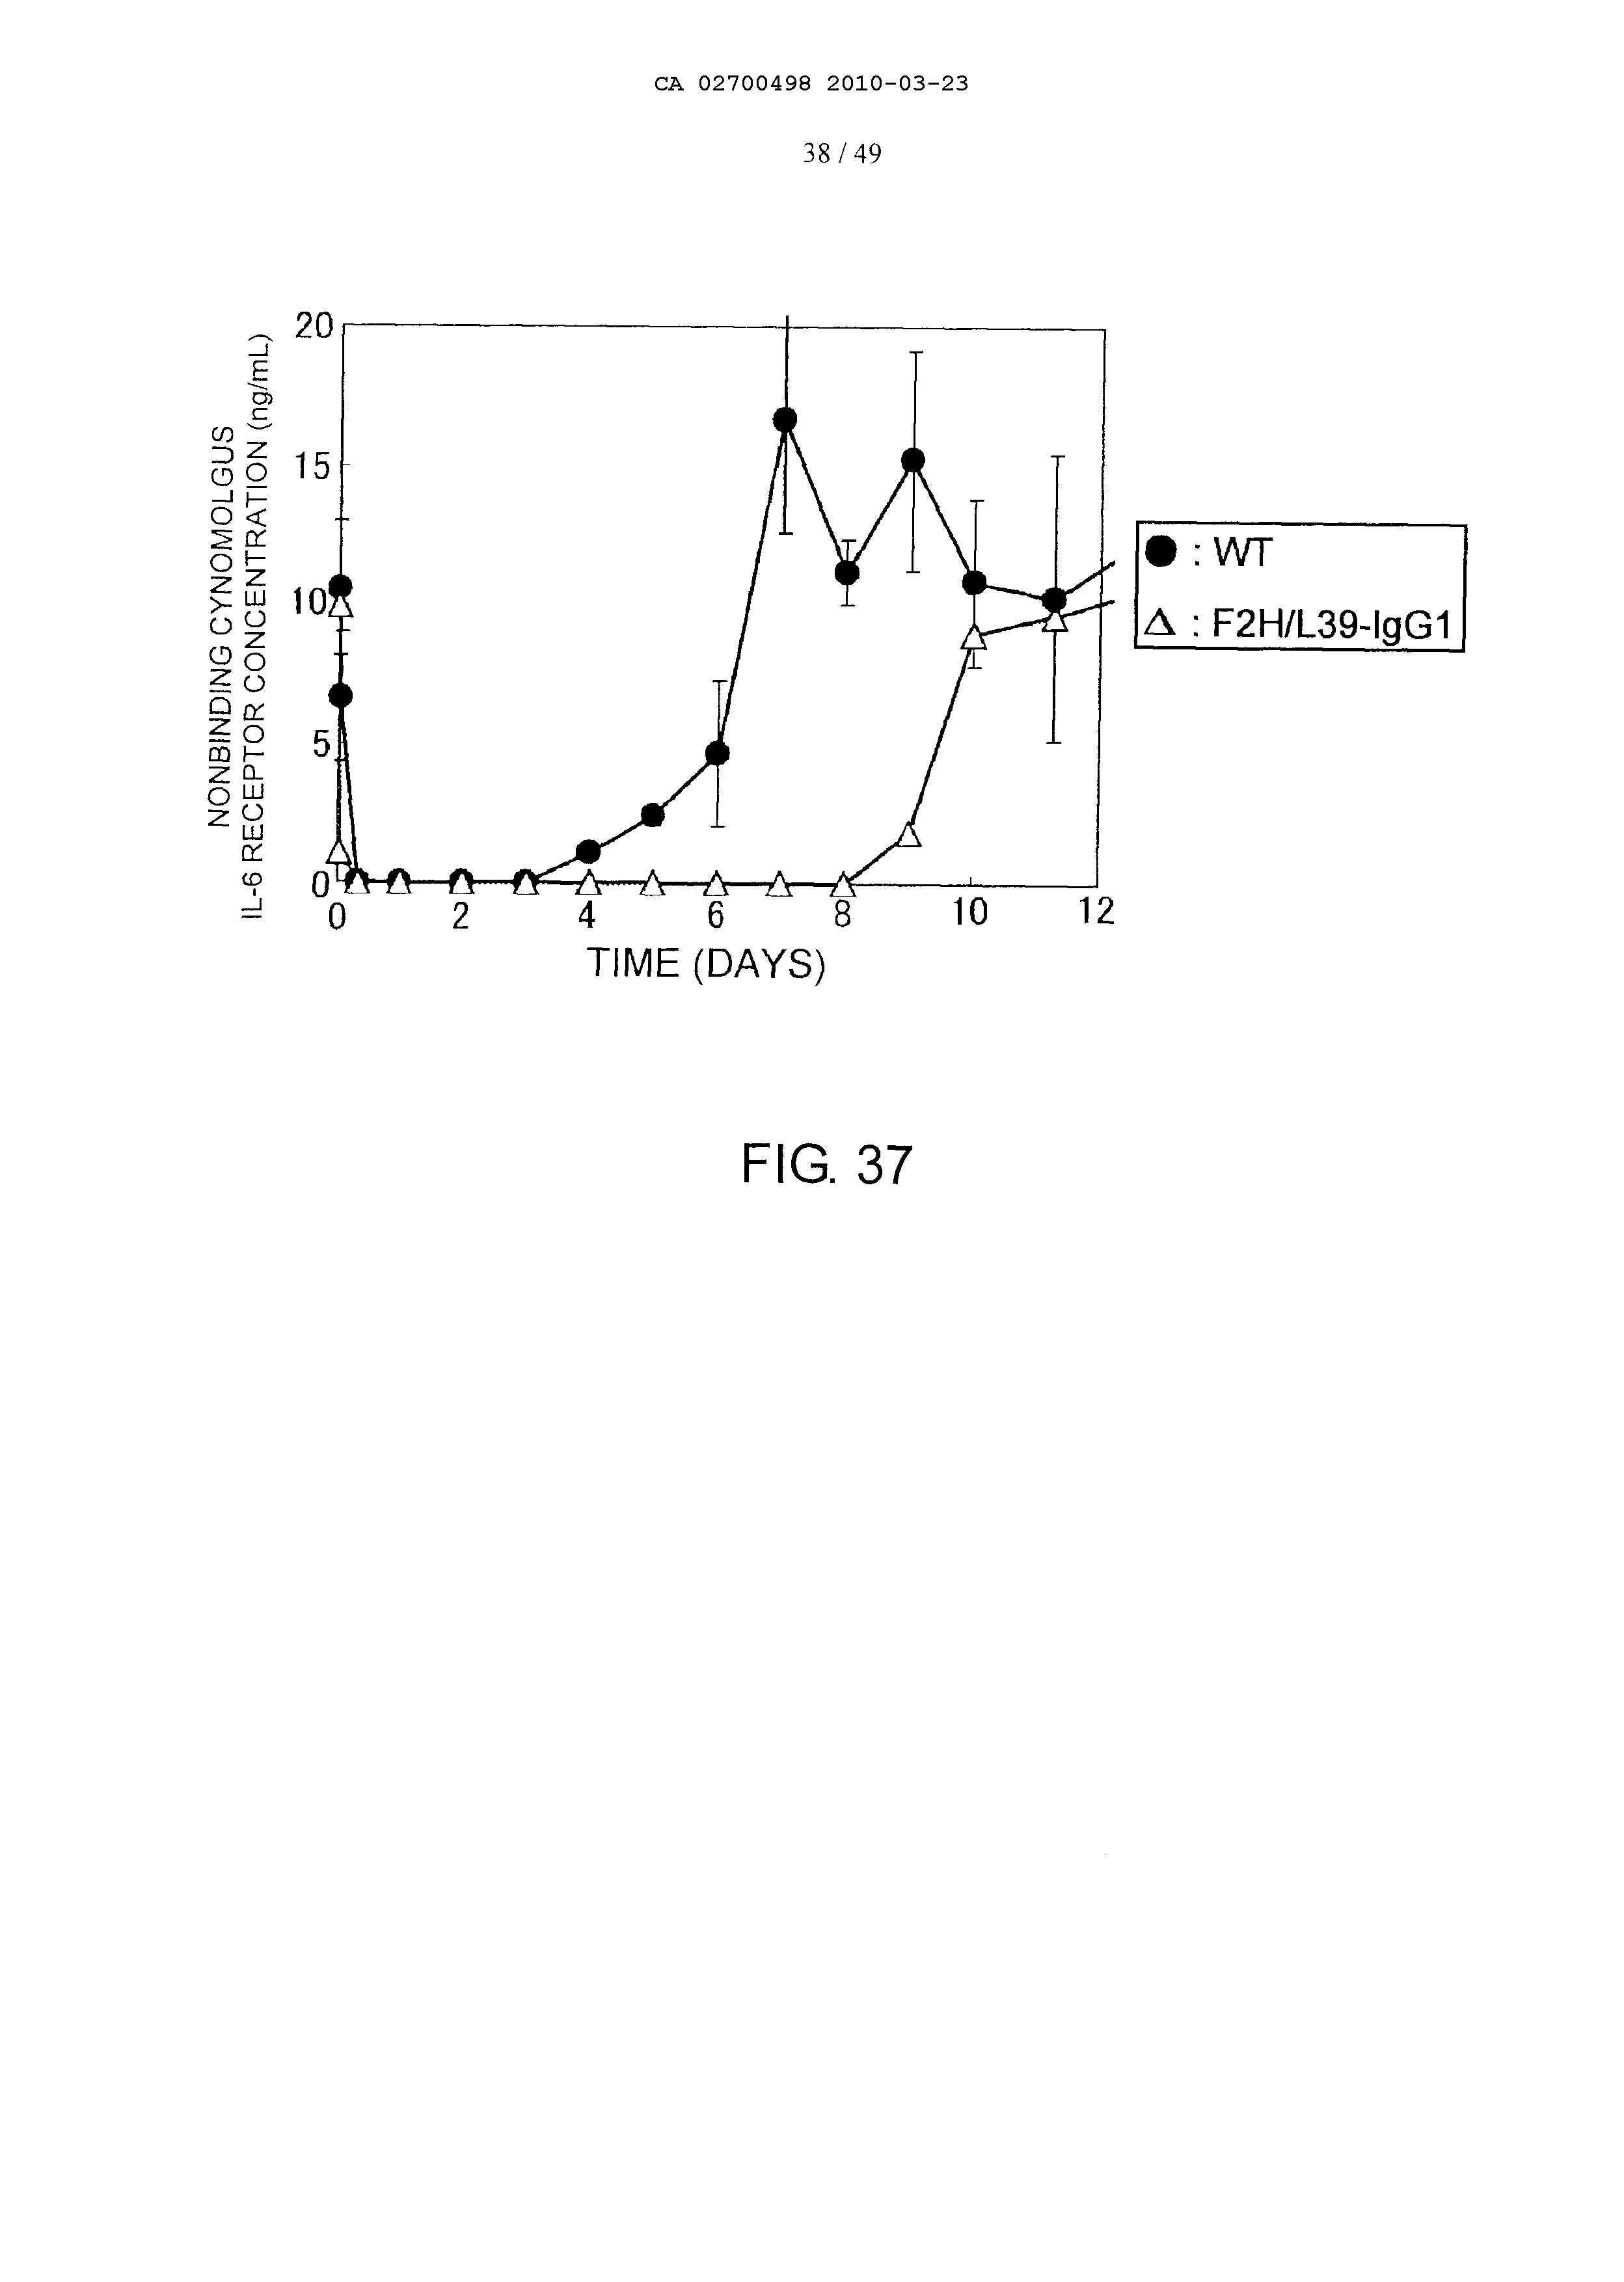 CA 02700498 2010-03-23
38 / 49
NONBINDING CYNOMOLGUS
IL-6 RECEPTOR CONCENTRATION (ng/mL)
20
15
10
5
0
0 2 4 6 8 10 12
TIME (DAYS)
: WT
: F2H/L39-IgG1
FIG. 37